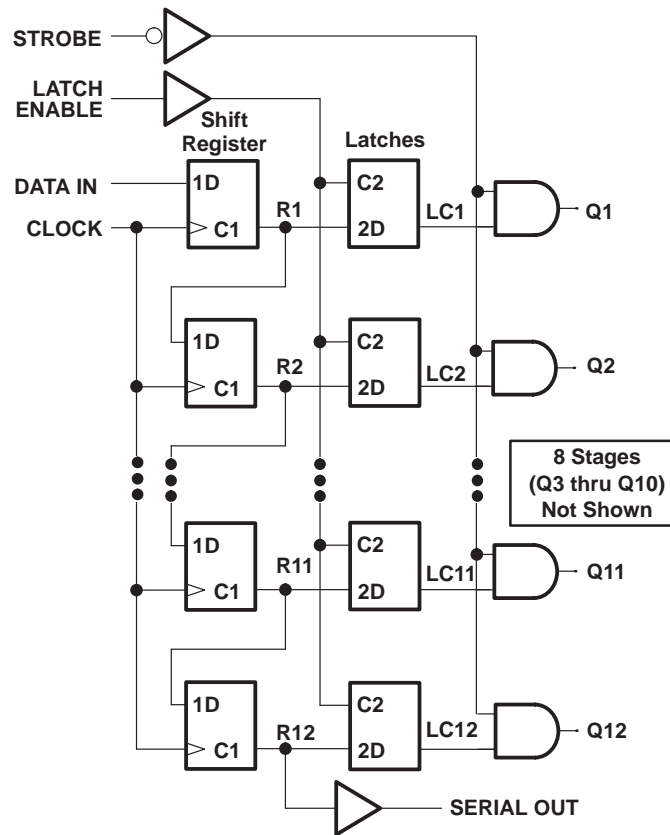 STROBE
LATCH
ENABLE
Shift
Register
Latches
DATA IN
1D
C2
CLOCK
C1
R1
2D
LC1
Q1
1D
C2
R2
C1
2D
LC2
Q2
8 Stages
(Q3 thru Q10)
Not Shown
1D
C2
R11
C1
2D
LC11
Q11
1D
C2
R12
C1
2D
LC12
Q12
SERIAL OUT